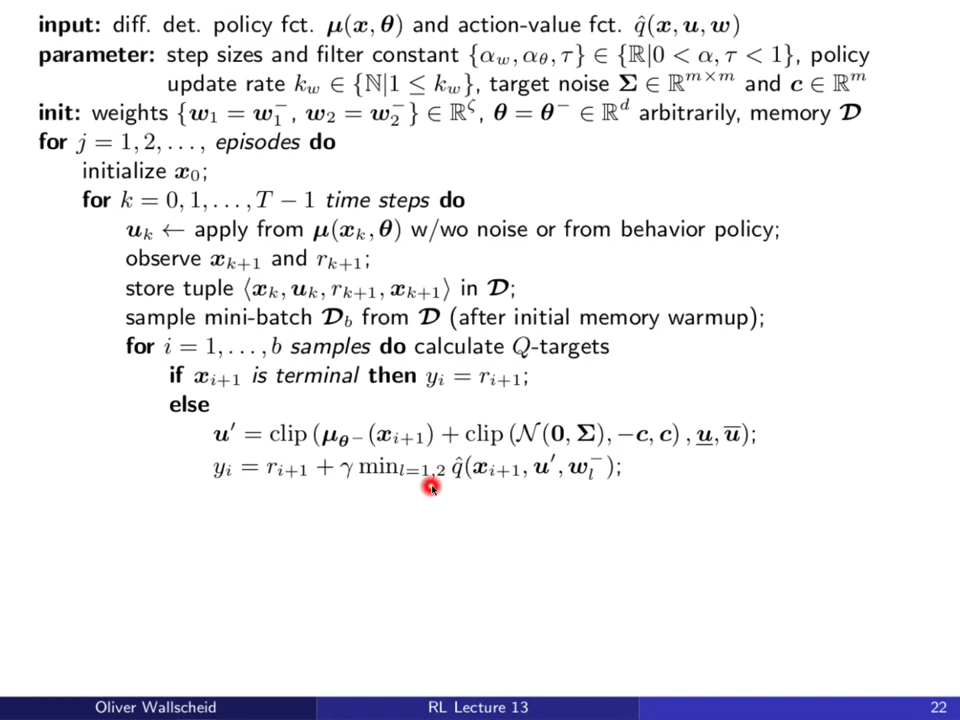 input: diff. det. policy fct. μ(x, θ) and action-value fct. q̂(x, u, w)
parameter: step sizes and filter constant {α_w, α_θ, τ} ∈ {ℝ|0 < α, τ < 1}, policy
update rate k_w ∈ {ℕ|1 ≤ k_w}, target noise Σ ∈ ℝ^{m×m} and c ∈ ℝ^m
init: weights {w₁ = w₁⁻, w₂ = w₂⁻} ∈ ℝ^ζ, θ = θ⁻ ∈ ℝ^d arbitrarily, memory 𝓓
for j = 1, 2, . . . , episodes do
initialize x₀;
for k = 0, 1, . . . , T − 1 time steps do
u_k ← apply from μ(x_k, θ) w/wo noise or from behavior policy;
observe x_{k+1} and r_{k+1};
store tuple ⟨x_k, u_k, r_{k+1}, x_{k+1}⟩ in 𝓓;
sample mini-batch 𝓓_b from 𝓓 (after initial memory warmup);
for i = 1, . . . , b samples do calculate Q-targets
if x_{i+1} is terminal then y_i = r_{i+1};
else
u′ = clip (μ_{θ⁻}(x_{i+1}) + clip (𝒩(0, Σ), −c, c) , u̲, u̅);
y_i = r_{i+1} + γ min_{l=1,2} q̂(x_{i+1}, u′, w_l⁻);
Oliver Wallscheid
RL Lecture 13
22